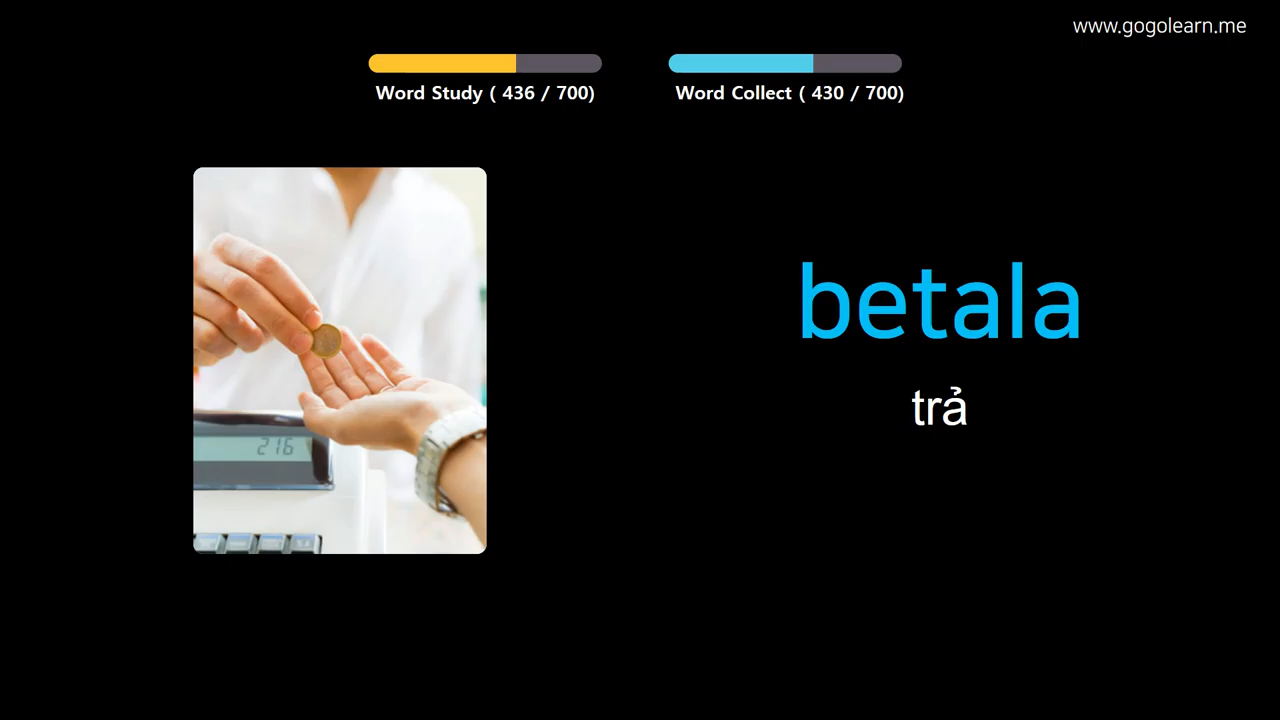 www.gogolearn.me
Word Study ( 436 / 700)
Word Collect ( 430 / 700)
betala
trả
216